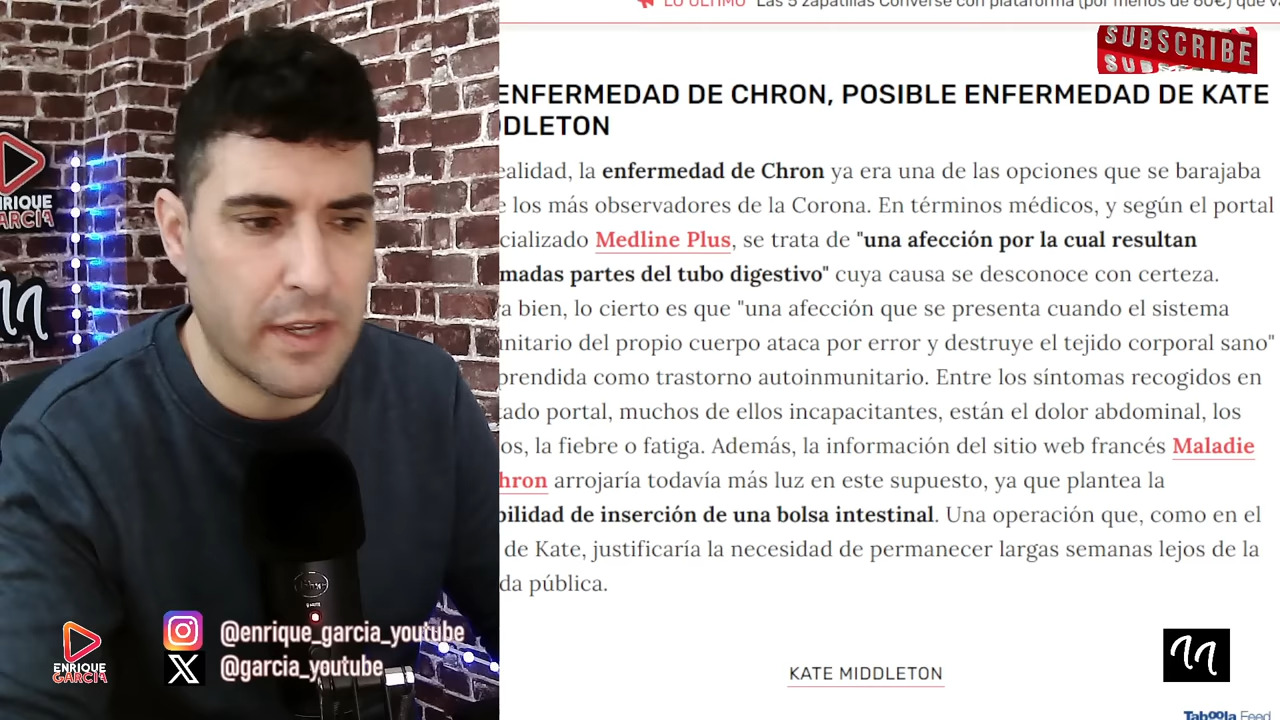 LO ÚLTIMO Las 5 zapatillas Converse con plataforma (por menos de 80€) que va
SUBSCRIBE
ENFERMEDAD DE CHRON, POSIBLE ENFERMEDAD DE KATE
DDLETON
ealidad, la enfermedad de Chron ya era una de las opciones que se barajaba
e los más observadores de la Corona. En términos médicos, y según el portal
cializado Medline Plus, se trata de "una afección por la cual resultan
madas partes del tubo digestivo" cuya causa se desconoce con certeza.
a bien, lo cierto es que "una afección que se presenta cuando el sistema
nitario del propio cuerpo ataca por error y destruye el tejido corporal sano"
prendida como trastorno autoinmunitario. Entre los síntomas recogidos en
tado portal, muchos de ellos incapacitantes, están el dolor abdominal, los
os, la fiebre o fatiga. Además, la información del sitio web francés Maladie
hron arrojaría todavía más luz en este supuesto, ya que plantea la
bilidad de inserción de una bolsa intestinal. Una operación que, como en el
de Kate, justificaría la necesidad de permanecer largas semanas lejos de la
da pública.
KATE MIDDLETON
Taboola Feed
NRIQUE
ARCIA
@enrique_garcia_youtube
@garcia_youtube
ENRIQUE
GARCIA